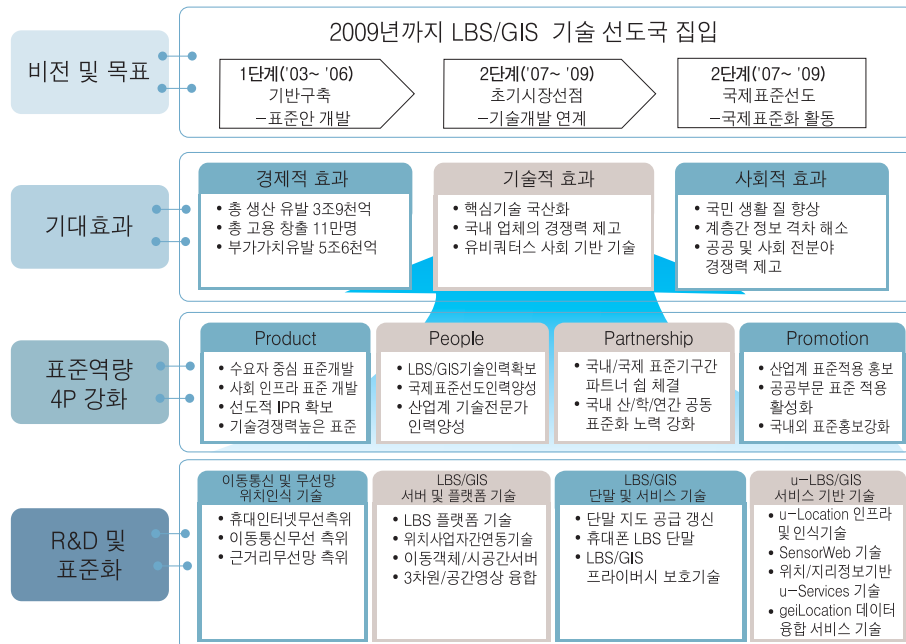 비전 및 목표
2009년까지 LBS/GIS 기술 선도국 집입
1단계('03~ '06)
기반구축
–표준안 개발
2단계('07~ '09)
초기시장선점
–기술개발 연계
2단계('07~ '09)
국제표준선도
–국제표준화 활동
기대효과
경제적 효과
• 총 생산 유발 3조9천억
• 총 고용 창출 11만명
• 부가가치유발 5조6천억
기술적 효과
• 핵심기술 국산화
• 국내 업체의 경쟁력 제고
• 유비쿼터스 사회 기반 기술
사회적 효과
• 국민 생활 질 향상
• 계층간 정보 격차 해소
• 공공 및 사회 전분야
경쟁력 제고
표준역량
4P 강화
Product
• 수요자 중심 표준개발
• 사회 인프라 표준 개발
• 선도적 IPR 확보
• 기술경쟁력높은 표준
People
• LBS/GIS기술인력확보
• 국제표준선도인력양성
• 산업계 기술전문가
인력양성
Partnership
• 국내/국제 표준기구간
파트너 쉽 체결
• 국내 산/학/연간 공동
표준화 노력 강화
Promotion
• 산업계 표준적용 홍보
• 공공부문 표준 적용
활성화
• 국내외 표준홍보강화
R&D 및
표준화
이동통신 및 무선망
위치인식 기술
• 휴대인터넷무선측위
• 이동통신무선 측위
• 근거리무선망 측위
LBS/GIS
서버 및 플랫폼 기술
• LBS 플랫폼 기술
• 위치사업자간연동기술
• 이동객체/시공간서버
• 3차원/공간영상 융합
LBS/GIS
단말 및 서비스 기술
• 단말 지도 공급 갱신
• 휴대폰 LBS 단말
• LBS/GIS
프라이버시 보호기술
u–LBS/GIS
서비스 기반 기술
• u–Location 인프라
및 인식기술
• SensorWeb 기술
• 위치/지리정보기반
u–Services 기술
• geiLocation 데이터
융합 서비스 기술